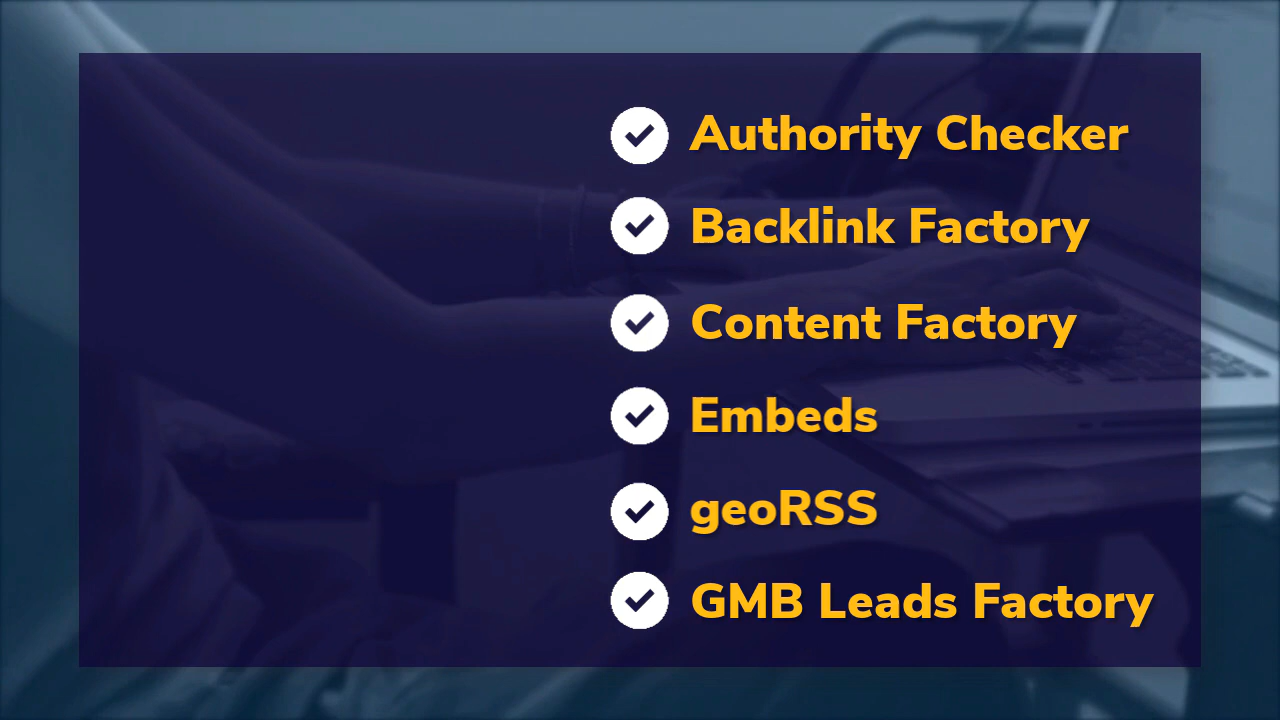 Authority Checker
Backlink Factory
Content Factory
Embeds
geoRSS
GMB Leads Factory